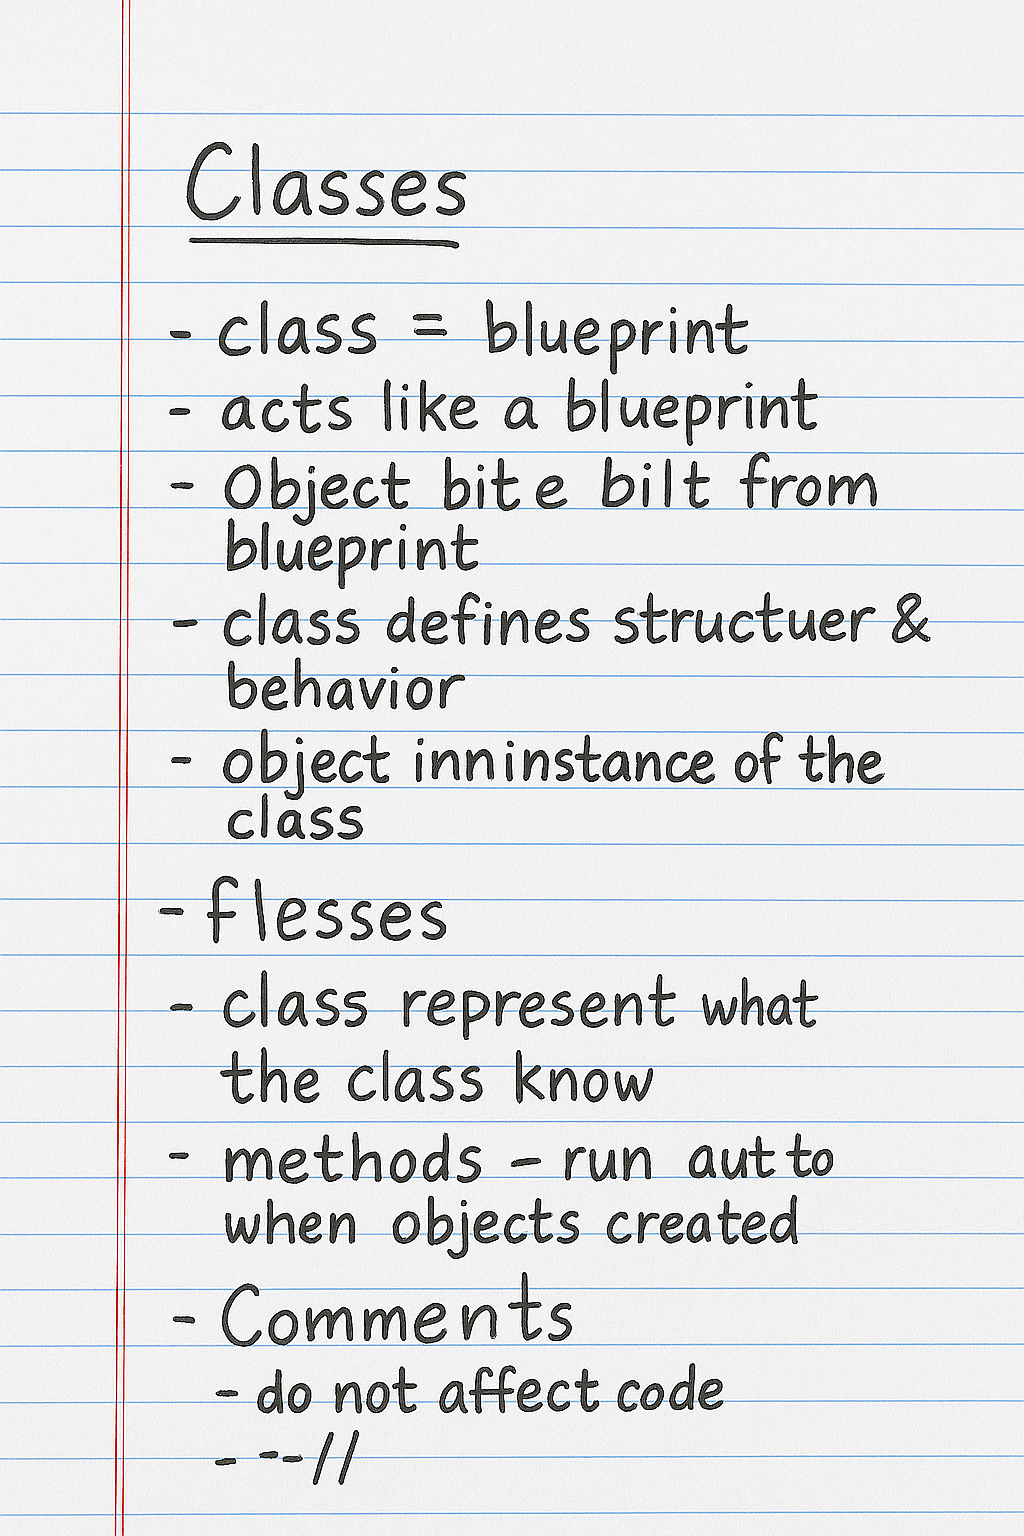 Classes
- class = blueprint
- acts like a blueprint
- Object bit e bilt from
blueprint
- class defines structuer &
behavior
- object inninstance of the
class
- flesses
- class represent what
the class know
- methods – run aut to
when objects created
- Comments
- do not affect code
- --//